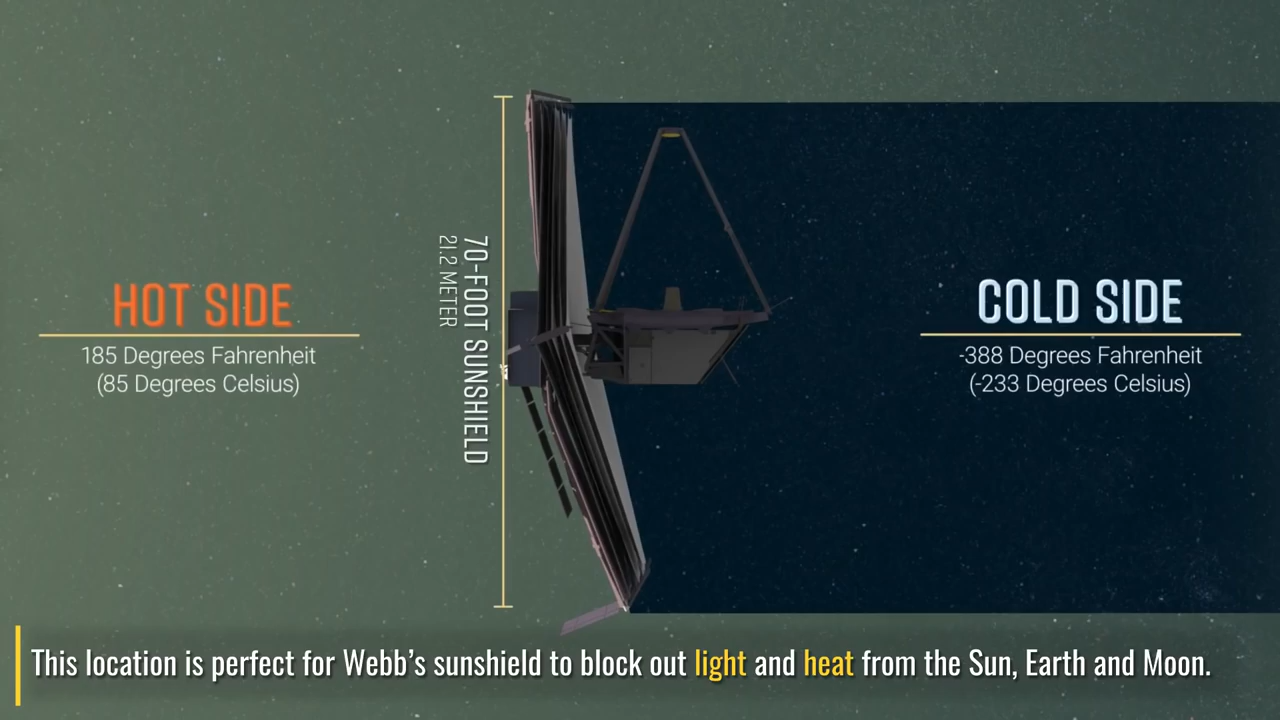 HOT SIDE
185 Degrees Fahrenheit
(85 Degrees Celsius)
70-FOOT SUNSHIELD
21.2 METER
COLD SIDE
-388 Degrees Fahrenheit
(-233 Degrees Celsius)
This location is perfect for Webb’s sunshield to block out light and heat from the Sun, Earth and Moon.